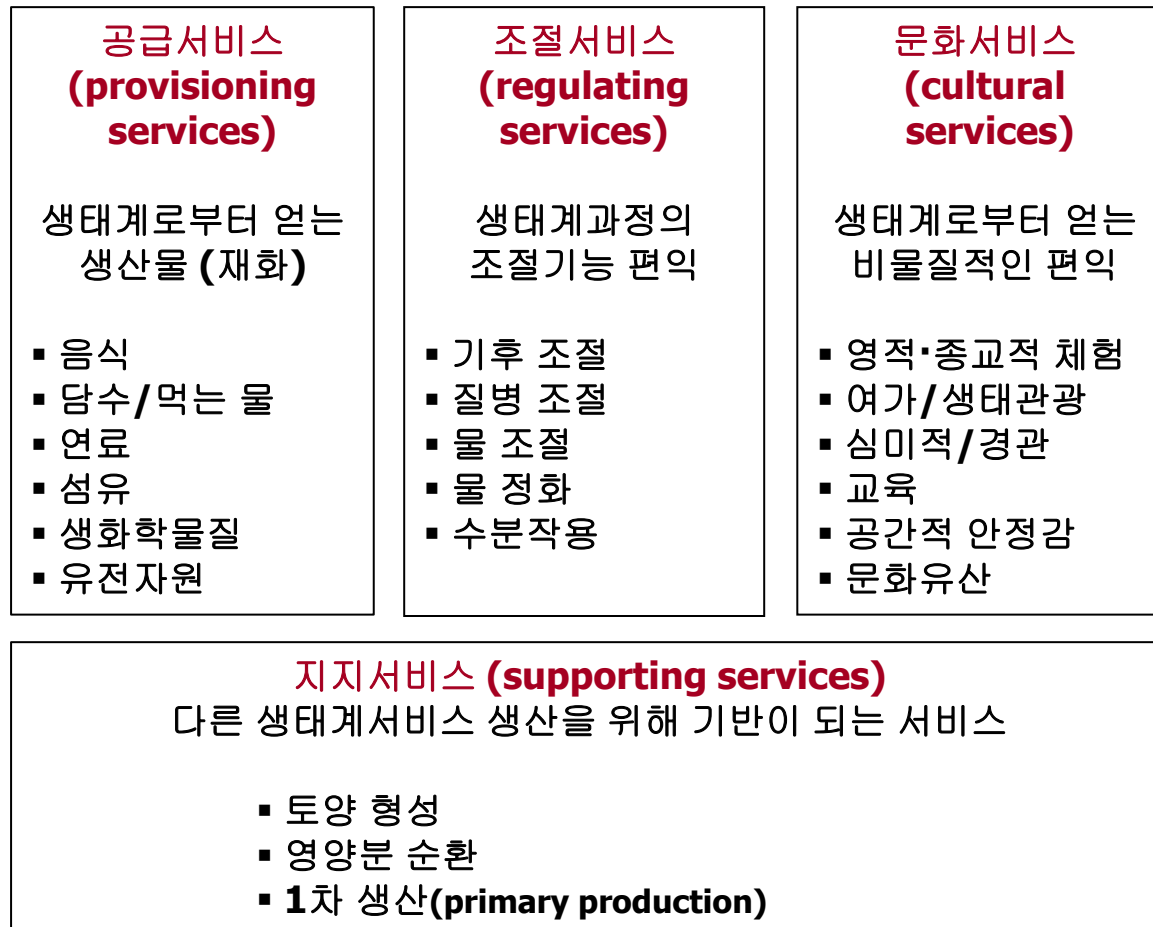 공급서비스
(provisioning
services)
생태계로부터 얻는
생산물 (재화)
▪ 음식
▪ 담수/먹는 물
▪ 연료
▪ 섬유
▪ 생화학물질
▪ 유전자원
조절서비스
(regulating
services)
생태계과정의
조절기능 편익
▪ 기후 조절
▪ 질병 조절
▪ 물 조절
▪ 물 정화
▪ 수분작용
문화서비스
(cultural
services)
생태계로부터 얻는
비물질적인 편익
▪ 영적·종교적 체험
▪ 여가/생태관광
▪ 심미적/경관
▪ 교육
▪ 공간적 안정감
▪ 문화유산
지지서비스 (supporting services)
다른 생태계서비스 생산을 위해 기반이 되는 서비스
▪ 토양 형성
▪ 영양분 순환
▪ 1차 생산(primary production)